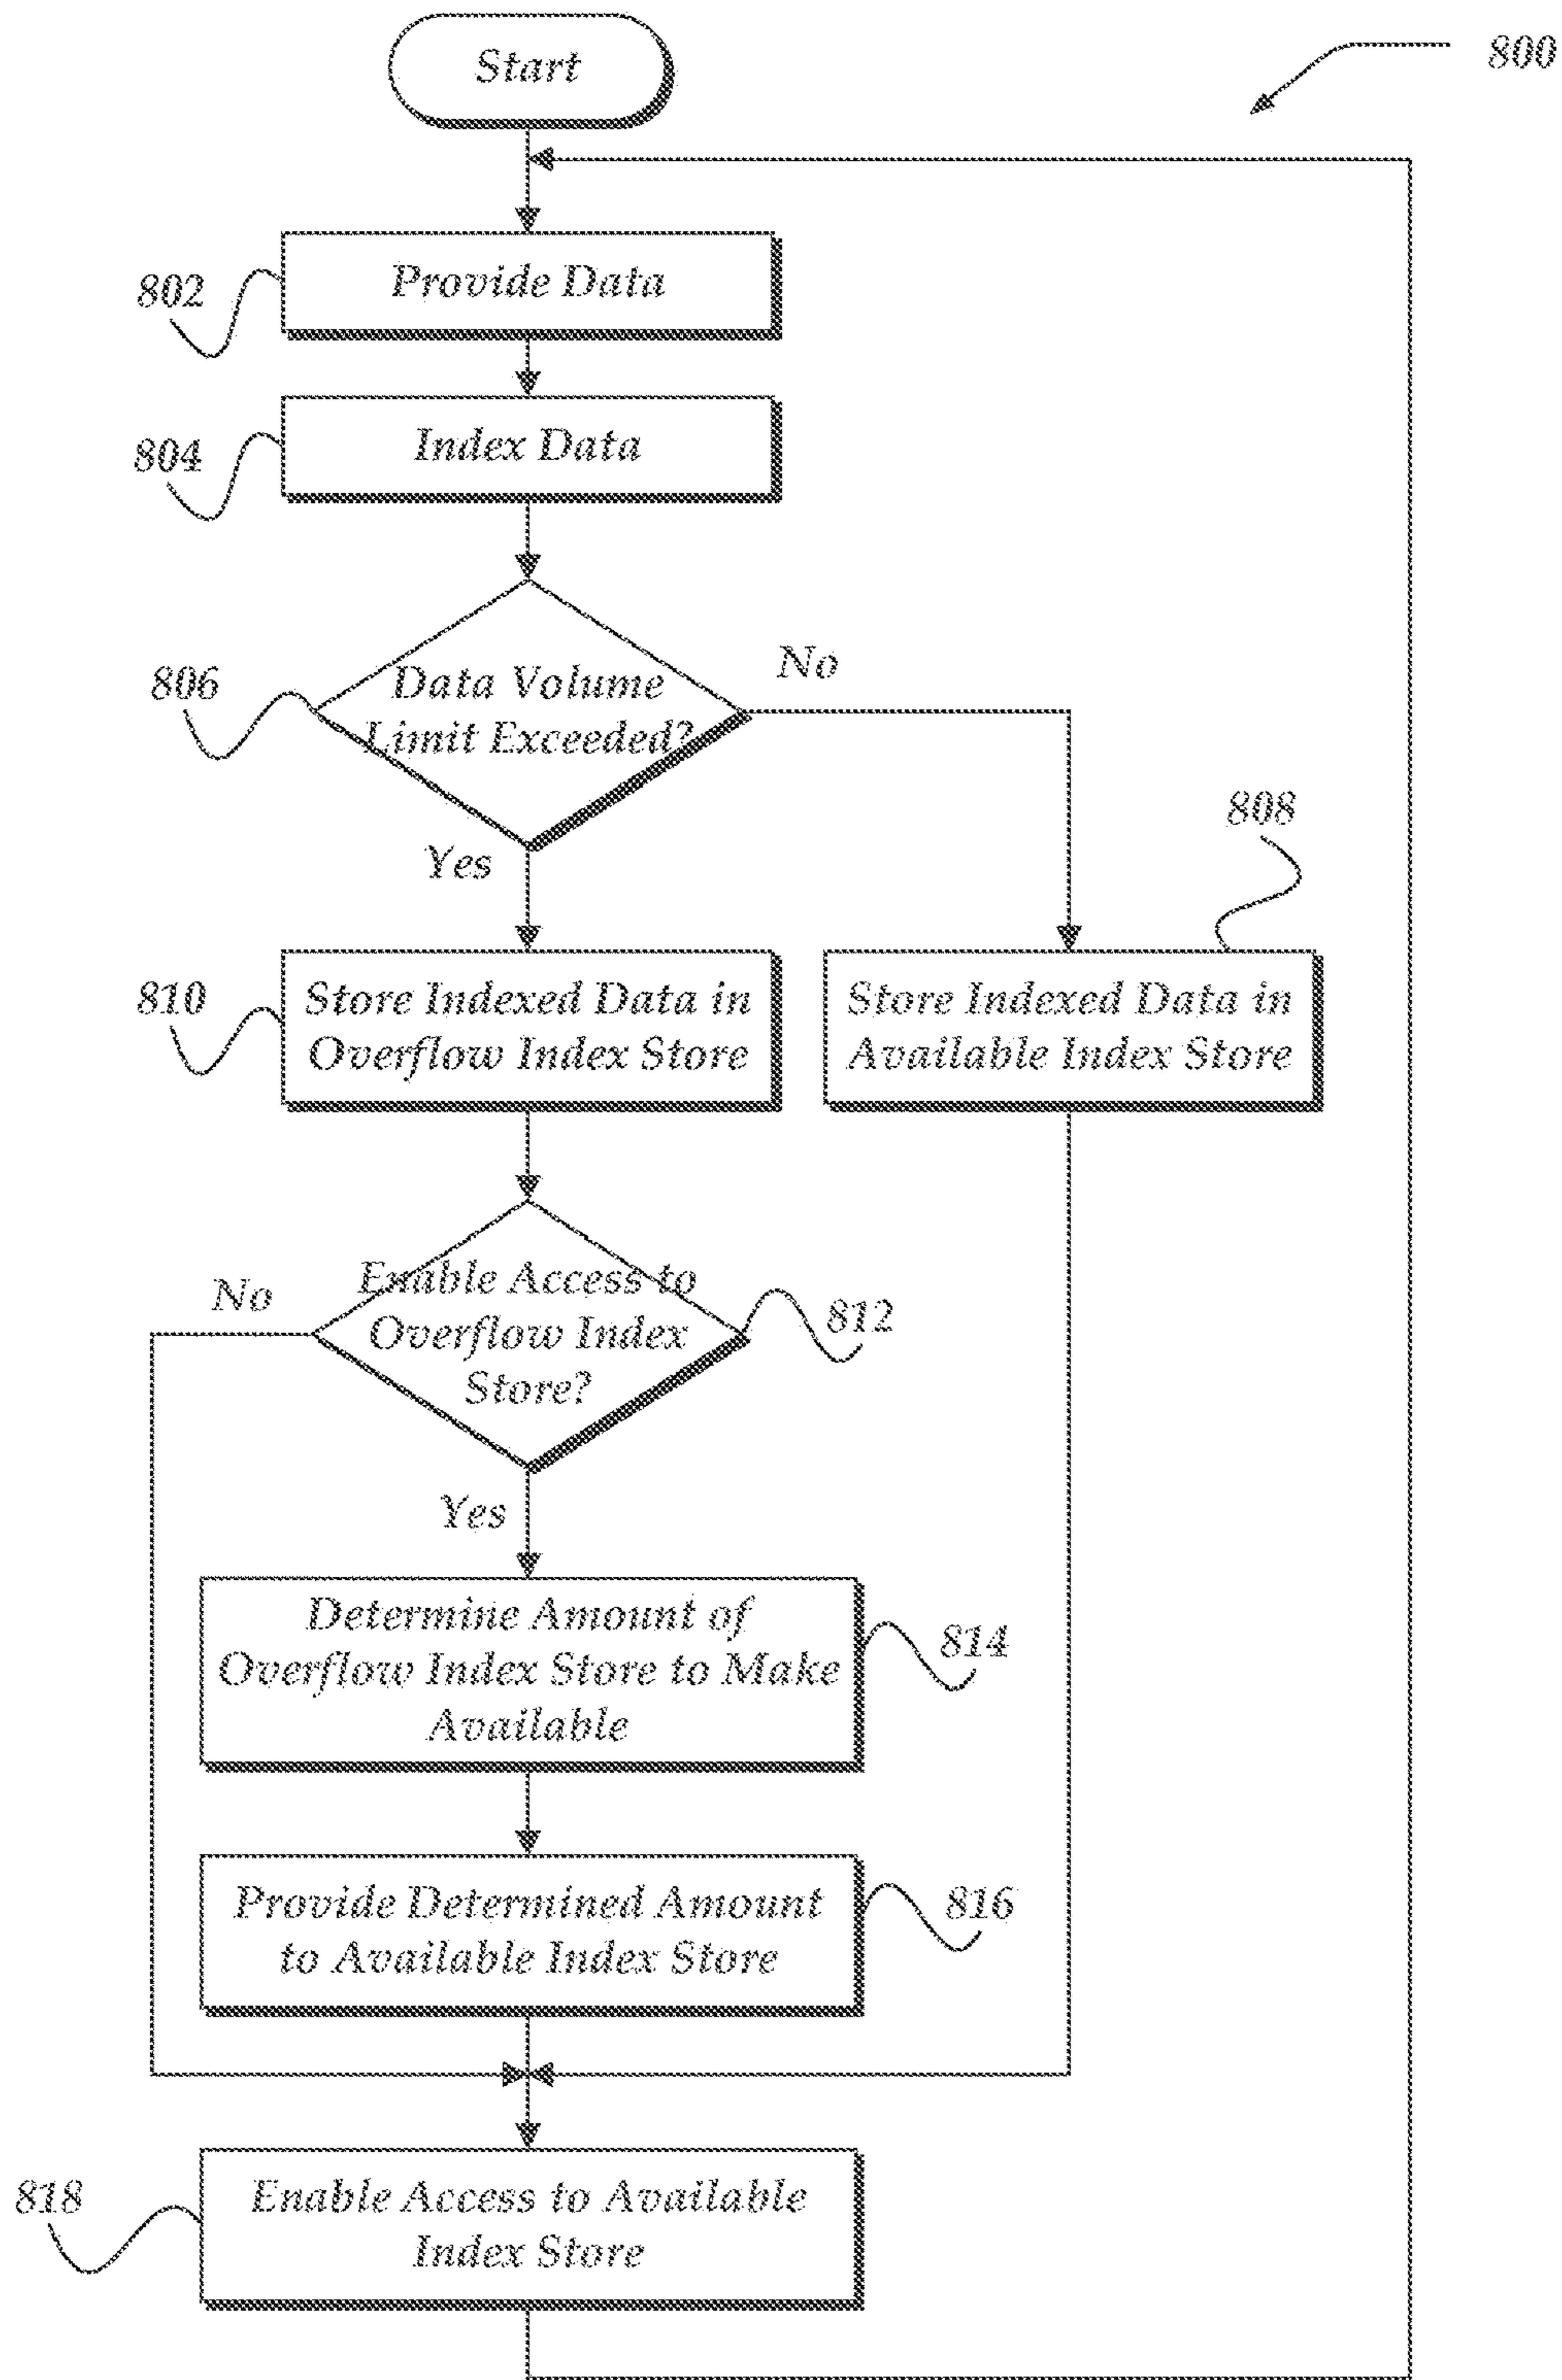 Start
800
802
Provide Data
804
Index Data
806
Data Volume
Limit Exceeded?
No
Yes
808
810
Store Indexed Data in
Overflow Index Store
Store Indexed Data in
Available Index Store
No
Enable Access to
Overflow Index
Store?
812
Yes
Determine Amount of
Overflow Index Store to Make
Available
814
Provide Determined Amount
to Available Index Store
816
818
Enable Access to Available
Index Store